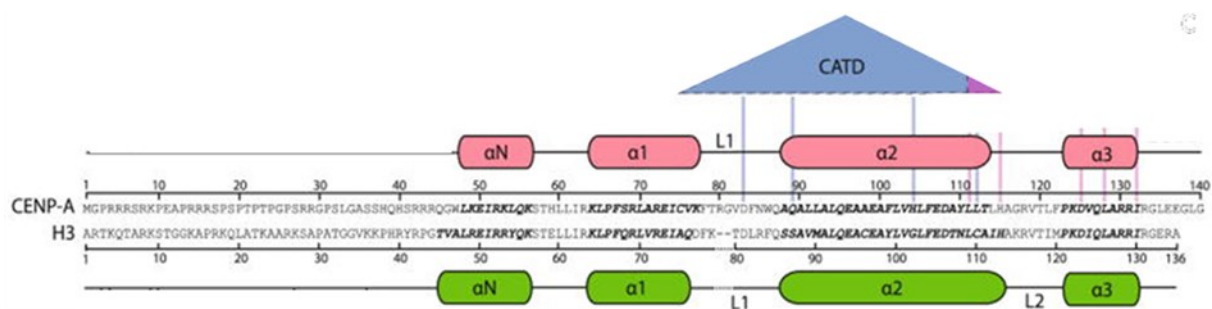 C
CATD
L1
αN α1 α2 α3
1 10 20 30 40 50 60 70 80 90 100 110 120 130 140
CENP-A MGPRRRSRKPEAPRRRSPSPTPTPGPSRRGPSLGASSHQHSRRRQGWLKEIRKLQKSTHLLIRKLPFSRLAREICVKFTRGVDFNWQAQALLALQEAAEAFLVHLFEDAYLLTLHAGRVTLFPKDVQLARRIRGLEEGLG
H3 ARTKQTARKSTGGKAPRKQLATKAARKSAPATGGVKKPHRYRPGTVALREIRRYQKSTELLIRKLPFQRLVREIAQDFK--TDLRFQSSAVMALQEACEAYLVGLFEDTNLCAIHAKRVTIMPKDIQLARRIRGERA
1 10 20 30 40 50 60 70 80 90 100 110 120 130 136
αN α1 α2 α3
L1 L2